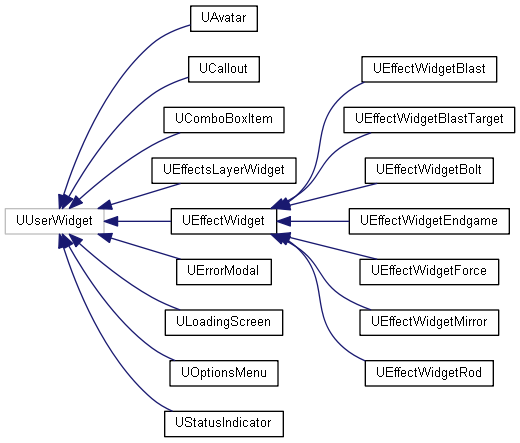 UAvatar
UEffectWidgetBlast
UCallout
UEffectWidgetBlastTarget
UComboBoxItem
UEffectWidgetBolt
UEffectsLayerWidget
UUserWidget
UEffectWidget
UEffectWidgetEndgame
UErrorModal
UEffectWidgetForce
ULoadingScreen
UEffectWidgetMirror
UOptionsMenu
UEffectWidgetRod
UStatusIndicator